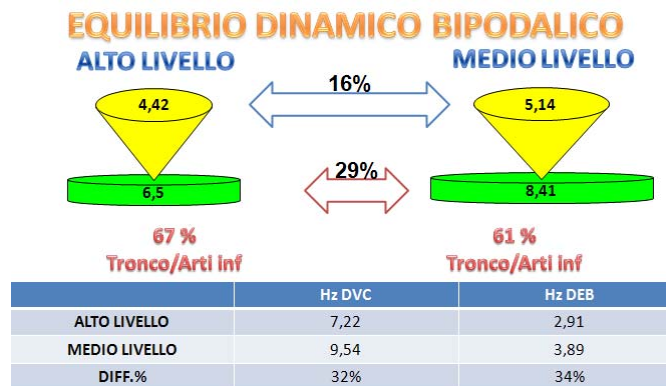 EQUILIBRIO DINAMICO BIPODALICO
ALTO LIVELLO MEDIO LIVELLO
16%
4,42 5,14
29%
6,5 8,41
67 % 61 %
Tronco/Arti inf Tronco/Arti inf
Hz DVC Hz DEB
ALTO LIVELLO 7,22 2,91
MEDIO LIVELLO 9,54 3,89
DIFF.% 32% 34%